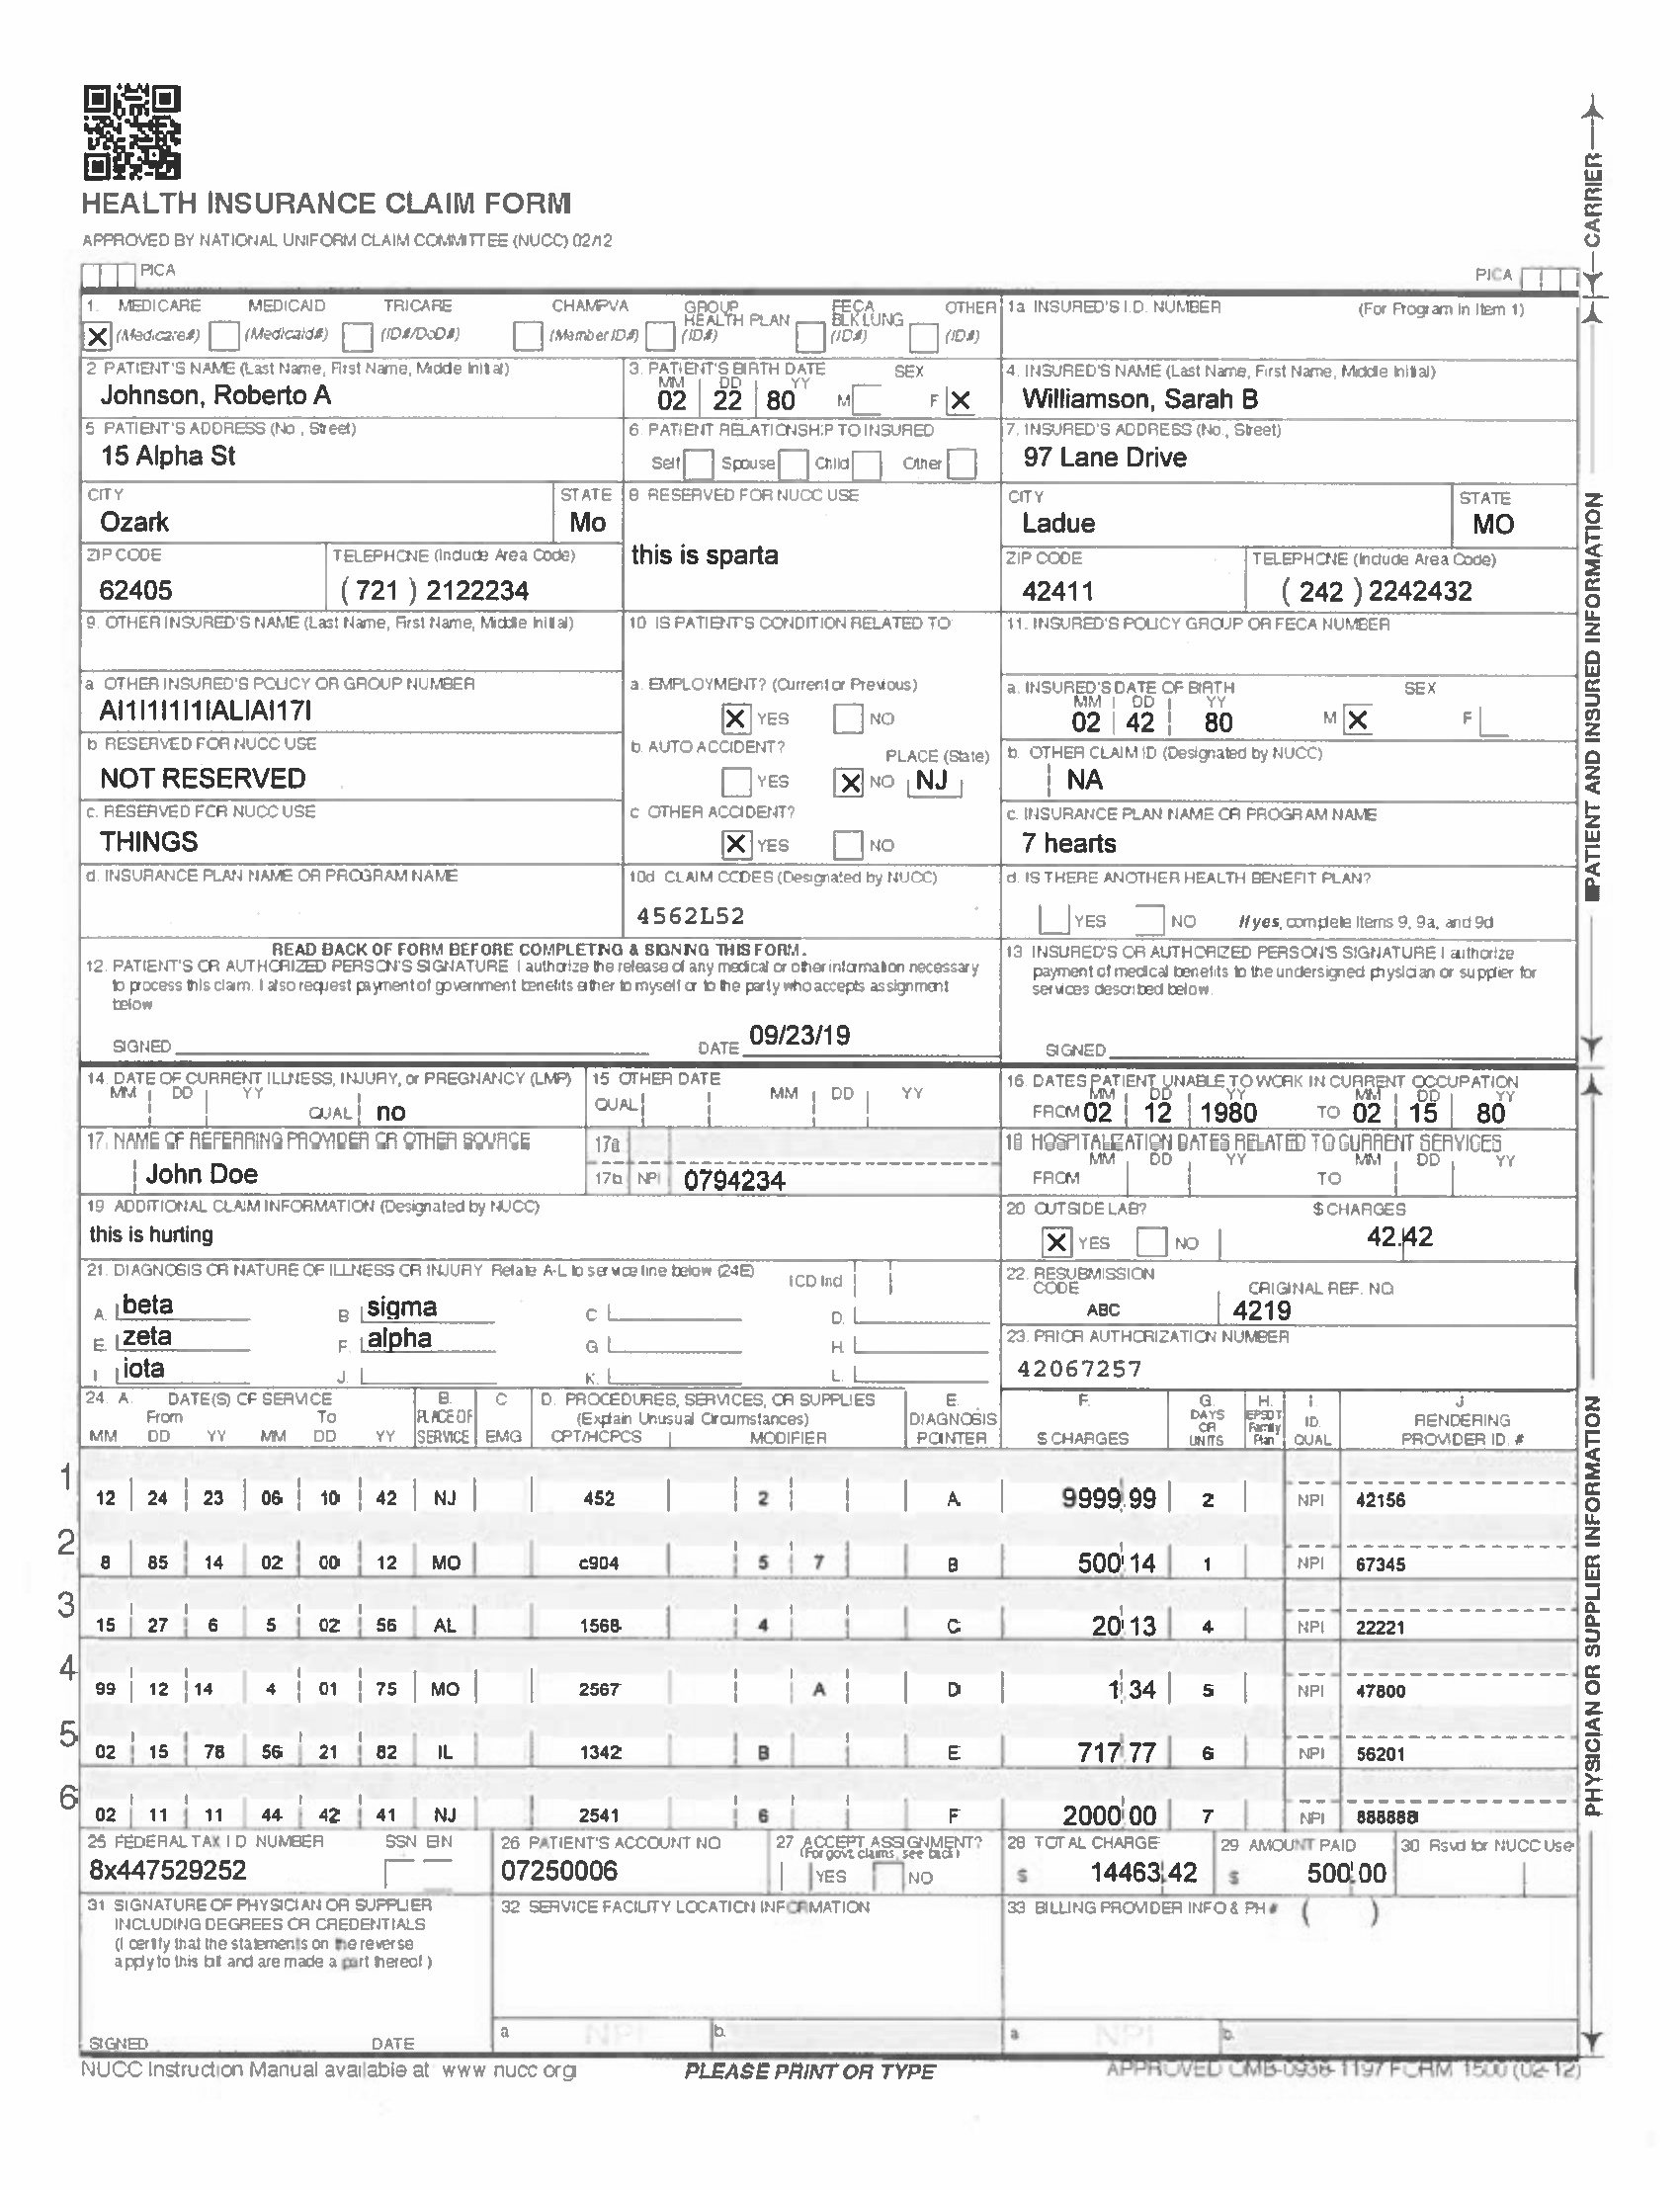 HEALTH INSURANCE CLAIM FORM
APPROVED BY NATIONAL UNIFORM CLAIM COMMITTEE (NUCC) 02/12
PICA PICA
CARRIER
1. MEDICARE MEDICAID TRICARE CHAMPVA GROUP HEALTH PLAN FECA BLK LUNG OTHER
X (Medicare#) (Medicaid#) (ID#/DoD#) (Member ID#) (ID#) (ID#) (ID#)
1a INSURED'S I.D. NUMBER (For Program in Item 1)
2 PATIENT'S NAME (Last Name, First Name, Middle Initial)
Johnson, Roberto A
3. PATIENT'S BIRTH DATE SEX
MM DD YY
02 22 80 M F X
4. INSURED'S NAME (Last Name, First Name, Middle Initial)
Williamson, Sarah B
5 PATIENT'S ADDRESS (No., Street)
15 Alpha St
6 PATIENT RELATIONSHIP TO INSURED
Self Spouse Child Other
7. INSURED'S ADDRESS (No., Street)
97 Lane Drive
CITY STATE
Ozark Mo
8 RESERVED FOR NUCC USE
this is sparta
CITY STATE
Ladue MO
ZIP CODE TELEPHONE (Include Area Code)
62405 ( 721 ) 2122234
ZIP CODE TELEPHONE (Include Area Code)
42411 ( 242 ) 2242432
9. OTHER INSURED'S NAME (Last Name, First Name, Middle Initial)
10 IS PATIENT'S CONDITION RELATED TO
11. INSURED'S POLICY GROUP OR FECA NUMBER
a OTHER INSURED'S POLICY OR GROUP NUMBER
AI1I1I1I1IALIAI17I
a. EMPLOYMENT? (Current or Previous)
X YES NO
a. INSURED'S DATE OF BIRTH SEX
MM DD YY
02 42 80 M X F
b RESERVED FOR NUCC USE
NOT RESERVED
b. AUTO ACCIDENT? PLACE (State)
YES X NO NJ
b. OTHER CLAIM ID (Designated by NUCC)
NA
c. RESERVED FOR NUCC USE
THINGS
c OTHER ACCIDENT?
X YES NO
c. INSURANCE PLAN NAME OR PROGRAM NAME
7 hearts
d. INSURANCE PLAN NAME OR PROGRAM NAME
10d CLAIM CODES (Designated by NUCC)
4562L52
d. IS THERE ANOTHER HEALTH BENEFIT PLAN?
YES NO If yes, complete Items 9, 9a, and 9d
PATIENT AND INSURED INFORMATION
READ BACK OF FORM BEFORE COMPLETING & SIGNING THIS FORM.
12. PATIENT'S OR AUTHORIZED PERSON'S SIGNATURE I authorize the release of any medical or other information necessary
to process this claim. I also request payment of government benefits either to myself or to the party who accepts assignment
below
SIGNED DATE 09/23/19
13 INSURED'S OR AUTHORIZED PERSON'S SIGNATURE I authorize
payment of medical benefits to the undersigned physician or supplier for
services described below.
SIGNED
14. DATE OF CURRENT ILLNESS, INJURY, or PREGNANCY (LMP)
MM DD YY
QUAL no
15 OTHER DATE
QUAL MM DD YY
16. DATES PATIENT UNABLE TO WORK IN CURRENT OCCUPATION
MM DD YY MM DD YY
FROM 02 12 1980 TO 02 15 80
17. NAME OF REFERRING PROVIDER OR OTHER SOURCE
John Doe
17a
17b NPI 0794234
18 HOSPITALIZATION DATES RELATED TO CURRENT SERVICES
MM DD YY MM DD YY
FROM TO
19 ADDITIONAL CLAIM INFORMATION (Designated by NUCC)
this is hurting
20 OUTSIDE LAB? $ CHARGES
X YES NO 42.42
21. DIAGNOSIS OR NATURE OF ILLNESS OR INJURY Relate A-L to service line below (24E) ICD Ind
A. beta B sigma C D.
E. zeta F. alpha G H.
I. iota J. K. L.
22. RESUBMISSION
CODE ORIGINAL REF. NO.
ABC 4219
23. PRIOR AUTHORIZATION NUMBER
42067257
24. A. DATE(S) OF SERVICE B. C D. PROCEDURES, SERVICES, OR SUPPLIES E. F. G. H. I. J
From To PLACE OF (Explain Unusual Circumstances) DIAGNOSIS DAYS OR EPSDT Family ID. RENDERING
MM DD YY MM DD YY SERVICE EMG CPT/HCPCS MODIFIER POINTER $ CHARGES UNITS Plan QUAL PROVIDER ID. #
1 12 24 23 06 10 42 NJ 452 2 A 9999 99 2 NPI 42156
2 8 85 14 02 00 12 MO c904 5 7 B 500 14 1 NPI 67345
3 15 27 6 5 02 56 AL 1568 4 C 20 13 4 NPI 22221
4 99 12 14 4 01 75 MO 2567 A D 1 34 5 NPI 47800
5 02 15 78 56 21 82 IL 1342 B E 717 77 6 NPI 56201
6 02 11 11 44 42 41 NJ 2541 6 F 2000 00 7 NPI 888888
PHYSICIAN OR SUPPLIER INFORMATION
25 FEDERAL TAX I D NUMBER SSN EIN
8x447529252
26 PATIENT'S ACCOUNT NO
07250006
27 ACCEPT ASSIGNMENT?
(For govt. claims, see back)
YES NO
28 TOTAL CHARGE
$ 14463 42
29 AMOUNT PAID
$ 500 00
30 Rsvd for NUCC Use
31 SIGNATURE OF PHYSICIAN OR SUPPLIER
INCLUDING DEGREES OR CREDENTIALS
(I certify that the statements on the reverse
apply to this bill and are made a part thereof.)
SIGNED DATE
32 SERVICE FACILITY LOCATION INFORMATION
a NPI b.
33 BILLING PROVIDER INFO & PH # ( )
a NPI b.
NUCC Instruction Manual available at www nucc org
PLEASE PRINT OR TYPE
APPROVED OMB-0938-1197 FORM 1500 (02-12)